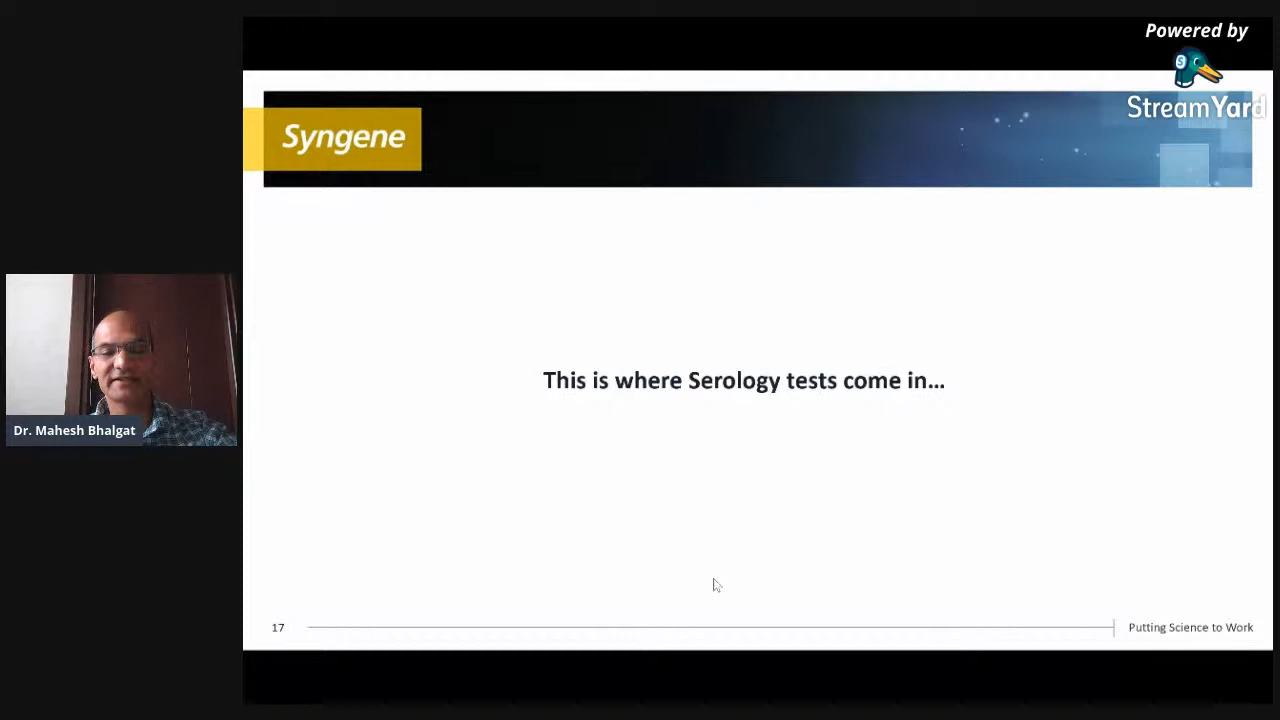 Powered by
StreamYard
Syngene
This is where Serology tests come in...
Dr. Mahesh Bhalgat
17
Putting Science to Work